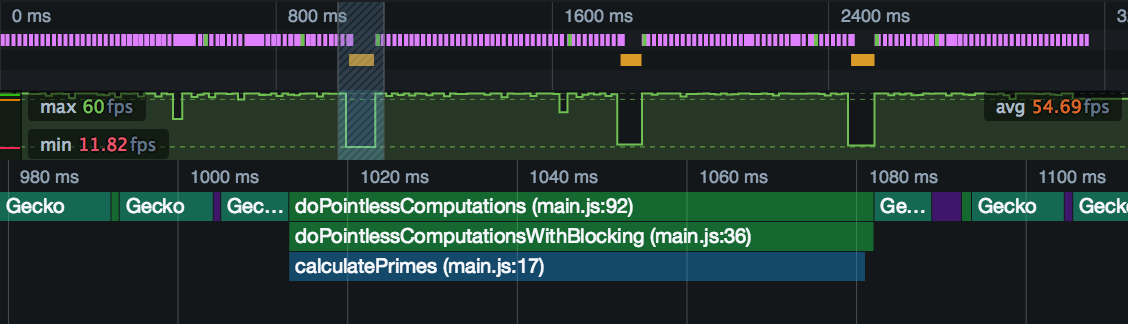 0 ms 800 ms 1600 ms 2400 ms 3
max 60 fps avg 54.69 fps
min 11.82 fps
980 ms 1000 ms 1020 ms 1040 ms 1060 ms 1080 ms 1100 ms
Gecko Gecko Gec... doPointlessComputations (main.js:92) Ge... Gecko Gecko
doPointlessComputationsWithBlocking (main.js:36)
calculatePrimes (main.js:17)